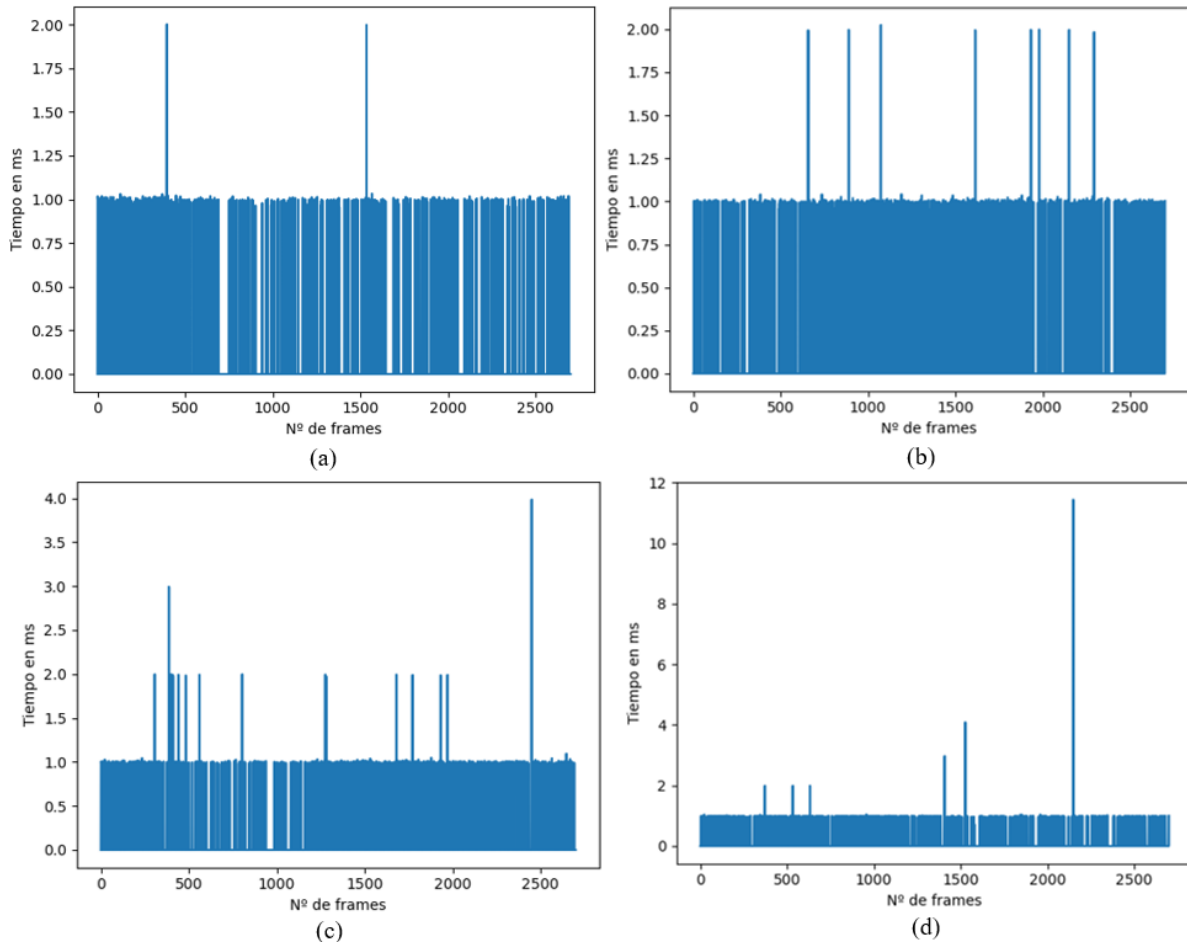 2.00
1.75
1.50
1.25
1.00
0.75
0.50
0.25
0.00
Tiempo en ms
0 500 1000 1500 2000 2500
Nº de frames
(a)
2.00
1.75
1.50
1.25
1.00
0.75
0.50
0.25
0.00
Tiempo en ms
0 500 1000 1500 2000 2500
Nº de frames
(b)
4.0
3.5
3.0
2.5
2.0
1.5
1.0
0.5
0.0
Tiempo en ms
0 500 1000 1500 2000 2500
Nº de frames
(c)
12
10
8
6
4
2
0
Tiempo en ms
0 500 1000 1500 2000 2500
Nº de frames
(d)